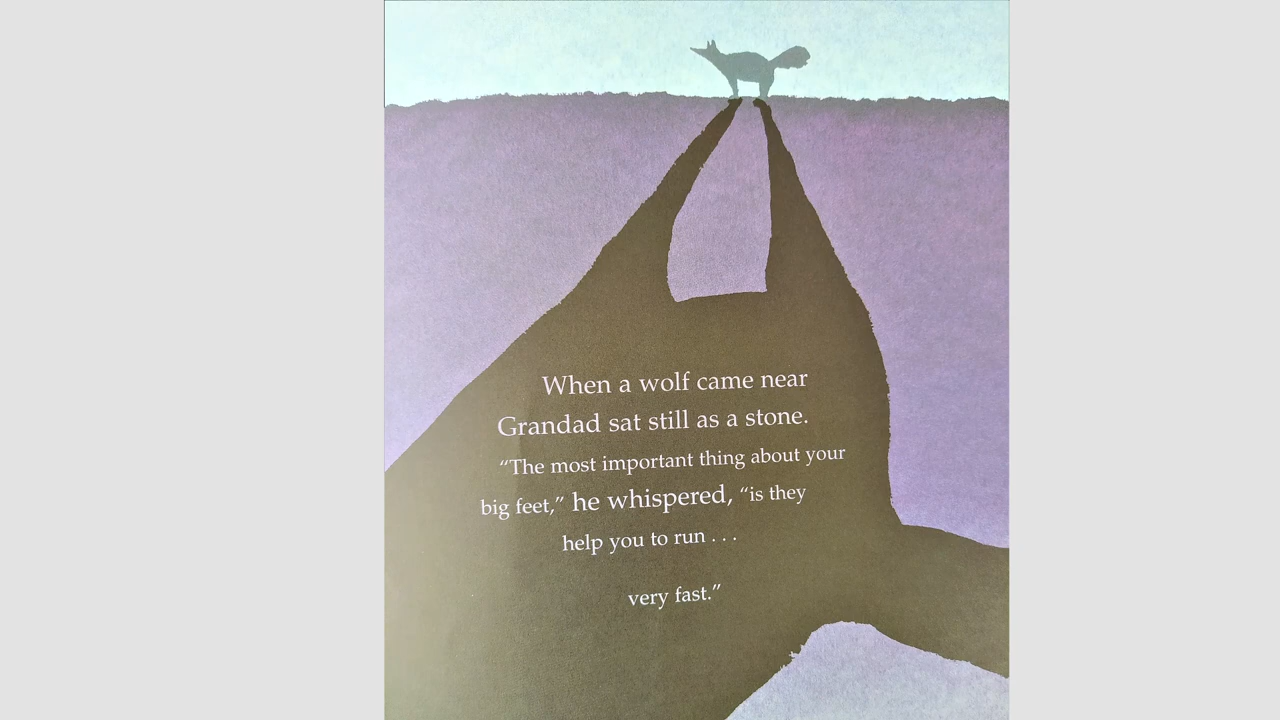 When a wolf came near
Grandad sat still as a stone.
“The most important thing about your
big feet,” he whispered, “is they
help you to run . . .
very fast.”